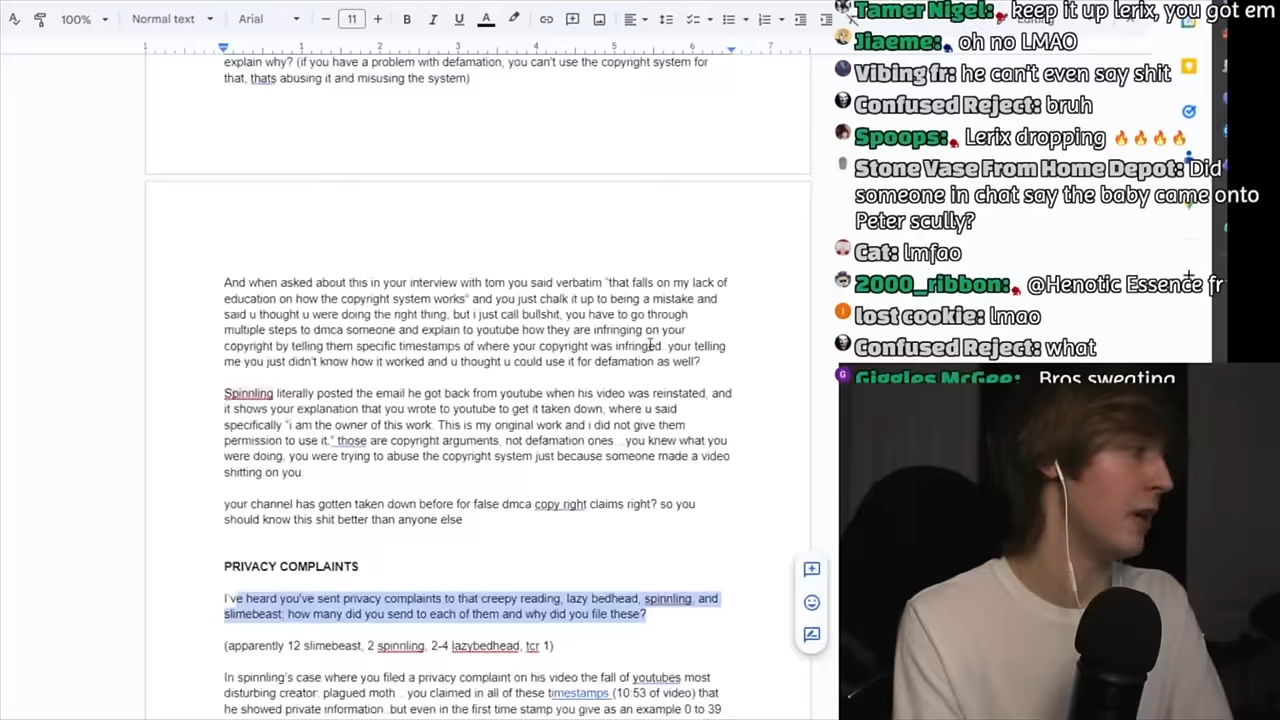 100%
Normal text
Arial
11
B I U A
1 1 2 3 4 5 6 7
explain why? (if you have a problem with defamation, you can't use the copyright system for
that, thats abusing it and misusing the system)
And when asked about this in your interview with tom you said verbatim "that falls on my lack of
education on how the copyright system works" and you just chalk it up to being a mistake and
said u thought u were doing the right thing, but i just call bullshit, you have to go through
multiple steps to dmca someone and explain to youtube how they are infringing on your
copyright by telling them specific timestamps of where your copyright was infringed..your telling
me you just didn't know how it worked and u thought u could use it for defamation as well?
Spinnling literally posted the email he got back from youtube when his video was reinstated, and
it shows your explanation that you wrote to youtube to get it taken down, where u said
specifically "i am the owner of this work. This is my original work and i did not give them
permission to use it." those are copyright arguments, not defamation ones...you knew what you
were doing, you were trying to abuse the copyright system just because someone made a video
shitting on you.
your channel has gotten taken down before for false dmca copy right claims right? so you
should know this shit better than anyone else
PRIVACY COMPLAINTS
I've heard you've sent privacy complaints to that creepy reading, lazy bedhead, spinnling, and
slimebeast; how many did you send to each of them and why did you file these?
(apparently 12 slimebeast, 2 spinnling, 2-4 lazybedhead, tcr 1)
In spinnling's case where you filed a privacy complaint on his video the fall of youtubes most
disturbing creator: plagued moth... you claimed in all of these timestamps (10:53 of video) that
he showed private information..but even in the first time stamp you give as an example 0 to 39
Tamer Nigel: keep it up lerix, you got em
Jiaeme: oh no LMAO
Vibing fr: he can't even say shit
Confused Reject: bruh
Spoops: Lerix dropping 🔥🔥🔥🔥
Stone Vase From Home Depot: Did
someone in chat say the baby came onto
Peter scully?
Cat: lmfao
2000_ribbon: @Henotic Essence fr
lost cookie: lmao
Confused Reject: what
Giggles McGee: Bros sweating